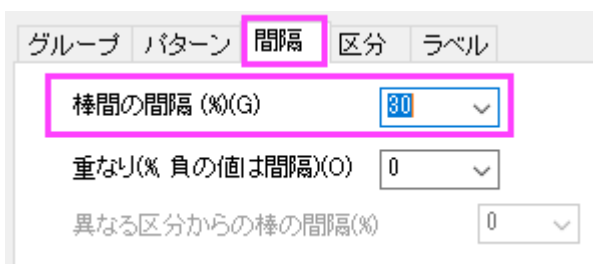 グループ パターン 間隔 区分 ラベル
棒間の間隔 (%)(G) 30
重なり(% 負の値は間隔)(O) 0
異なる区分からの棒の間隔(%) 0